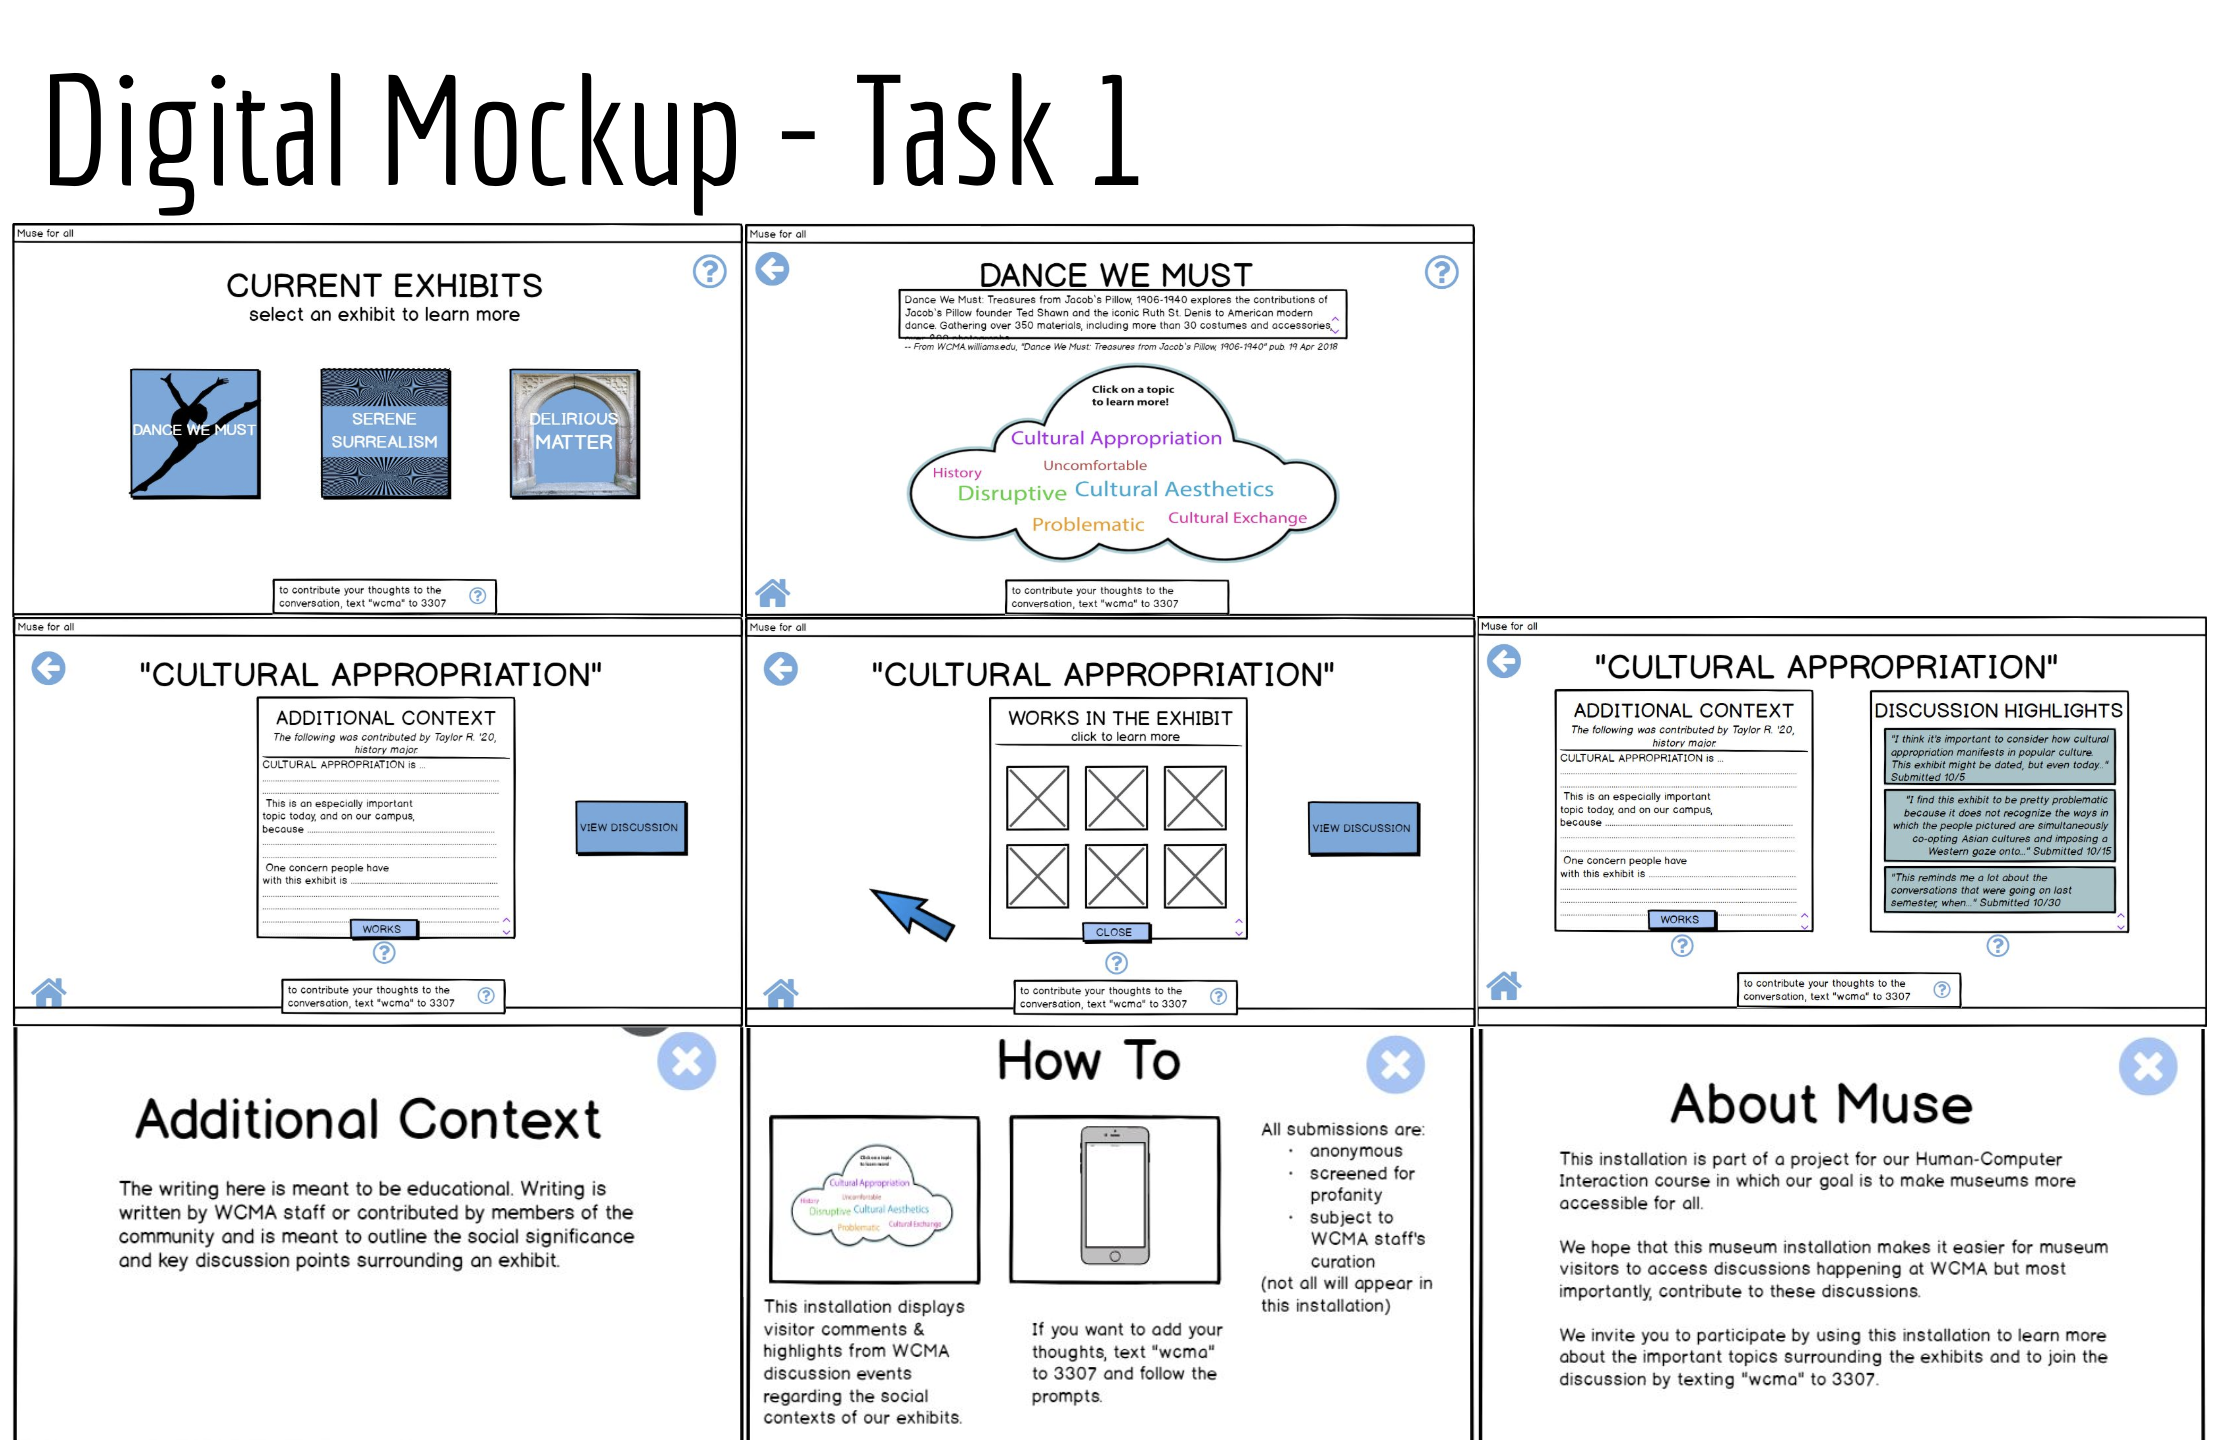 Digital Mockup - Task 1
Muse for all
CURRENT EXHIBITS
select an exhibit to learn more
DANCE WE MUST
SERENE
SURREALISM
DELIRIOUS
MATTER
to contribute your thoughts to the
conversation, text "wcma" to 3307
Muse for all
DANCE WE MUST
Dance We Must: Treasures from Jacob's Pillow, 1906-1940 explores the contributions of
Jacob's Pillow founder Ted Shawn and the iconic Ruth St. Denis to American modern
dance. Gathering over 350 materials, including more than 30 costumes and accessories,
-- From WCMA.williams.edu, "Dance We Must: Treasures from Jacob's Pillow, 1906-1940" pub. 19 Apr 2018
Click on a topic
to learn more!
Cultural Appropriation
Uncomfortable
History
Disruptive Cultural Aesthetics
Problematic Cultural Exchange
to contribute your thoughts to the
conversation, text "wcma" to 3307
Muse for all
"CULTURAL APPROPRIATION"
ADDITIONAL CONTEXT
The following was contributed by Taylor R. '20,
history major.
CULTURAL APPROPRIATION is ...
This is an especially important
topic today, and on our campus,
because
One concern people have
with this exhibit is
WORKS
VIEW DISCUSSION
to contribute your thoughts to the
conversation, text "wcma" to 3307
Muse for all
"CULTURAL APPROPRIATION"
WORKS IN THE EXHIBIT
click to learn more
CLOSE
VIEW DISCUSSION
to contribute your thoughts to the
conversation, text "wcma" to 3307
Muse for all
"CULTURAL APPROPRIATION"
ADDITIONAL CONTEXT
The following was contributed by Taylor R. '20,
history major.
CULTURAL APPROPRIATION is ...
This is an especially important
topic today, and on our campus,
because
One concern people have
with this exhibit is
WORKS
DISCUSSION HIGHLIGHTS
"I think it's important to consider how cultural
appropriation manifests in popular culture.
This exhibit might be dated, but even today..."
Submitted 10/5
"I find this exhibit to be pretty problematic
because it does not recognize the ways in
which the people pictured are simultaneously
co-opting Asian cultures and imposing a
Western gaze onto..." Submitted 10/15
"This reminds me a lot about the
conversations that were going on last
semester, when..." Submitted 10/30
to contribute your thoughts to the
conversation, text "wcma" to 3307
Additional Context
The writing here is meant to be educational. Writing is
written by WCMA staff or contributed by members of the
community and is meant to outline the social significance
and key discussion points surrounding an exhibit.
How To
Click on a topic
to learn more!
Cultural Appropriation
Uncomfortable
History
Disruptive Cultural Aesthetics
Problematic Cultural Exchange
This installation displays
visitor comments &
highlights from WCMA
discussion events
regarding the social
contexts of our exhibits.
If you want to add your
thoughts, text "wcma"
to 3307 and follow the
prompts.
All submissions are:
· anonymous
· screened for
profanity
· subject to
WCMA staff's
curation
(not all will appear in
this installation)
About Muse
This installation is part of a project for our Human-Computer
Interaction course in which our goal is to make museums more
accessible for all.
We hope that this museum installation makes it easier for museum
visitors to access discussions happening at WCMA but most
importantly, contribute to these discussions.
We invite you to participate by using this installation to learn more
about the important topics surrounding the exhibits and to join the
discussion by texting "wcma" to 3307.